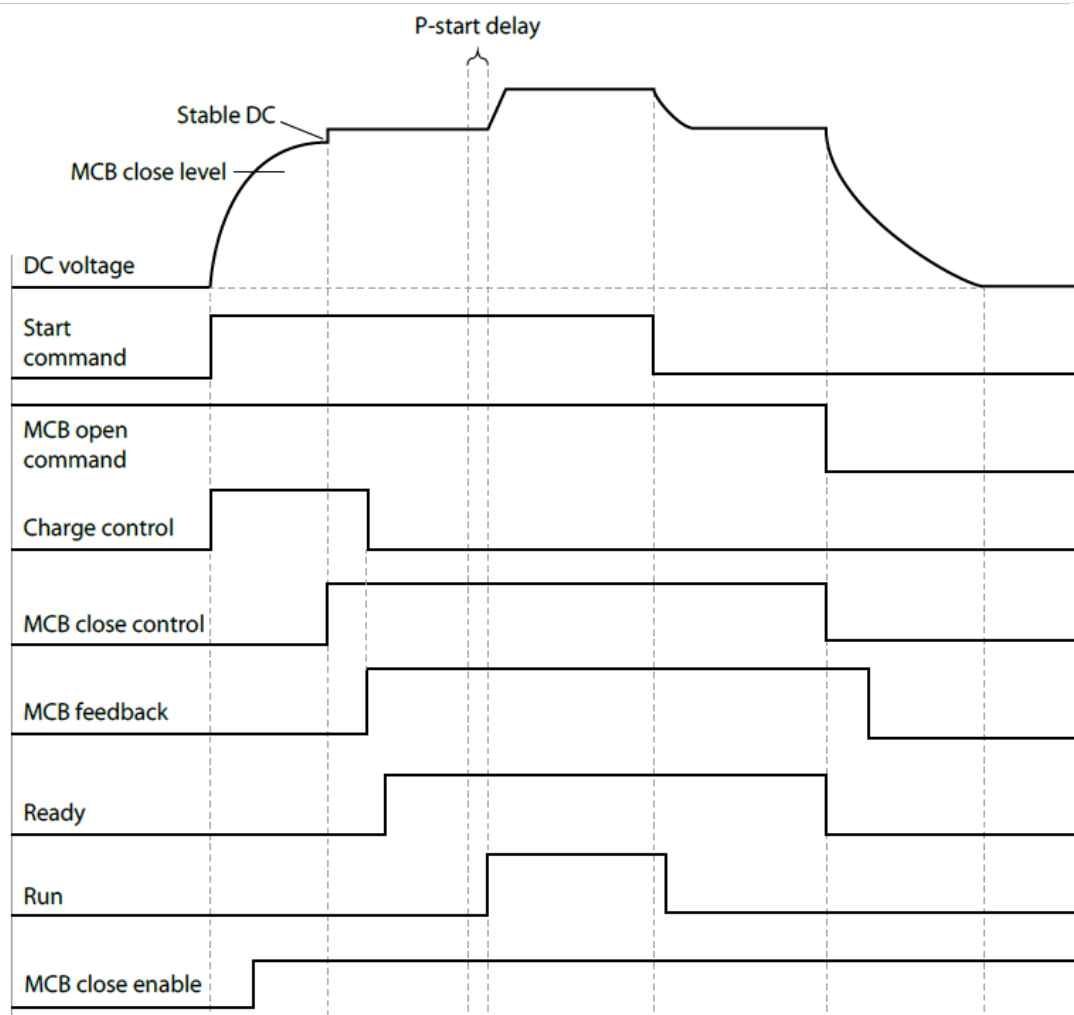 P-start delay
Stable DC
MCB close level
DC voltage
Start
command
MCB open
command
Charge control
MCB close control
MCB feedback
Ready
Run
MCB close enable